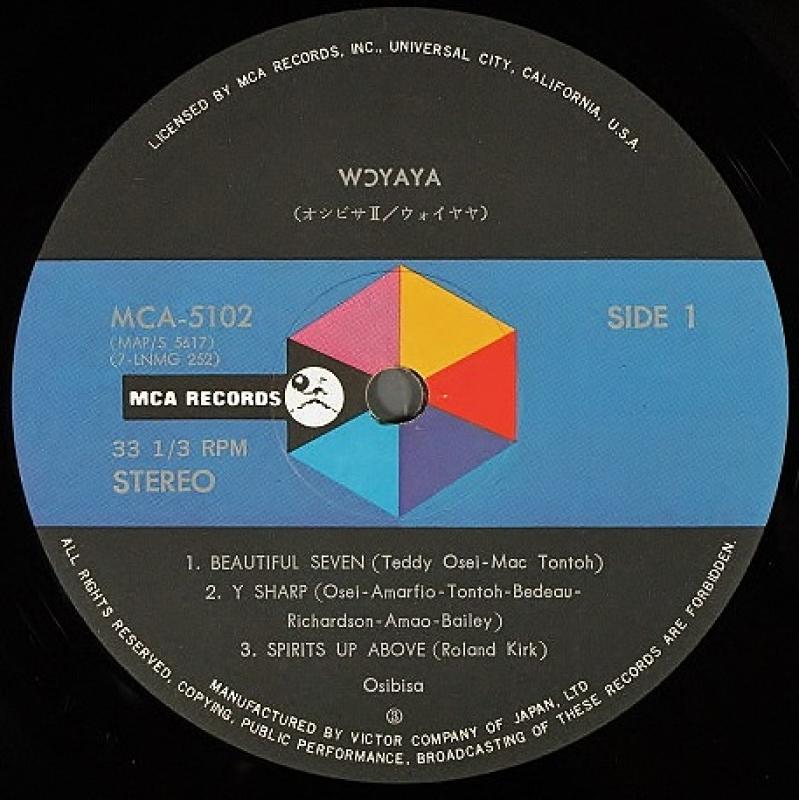 LICENSED BY MCA RECORDS, INC., UNIVERSAL CITY, CALIFORNIA, U.S.A.
WƆYAYA
(オシビサⅡ/ウォイヤヤ)
MCA-5102
(MAP/S 5617)
(7-LNMG 252)
SIDE 1
MCA RECORDS
33 1/3 RPM
STEREO
1. BEAUTIFUL SEVEN (Teddy Osei-Mac Tontoh)
2. Y SHARP (Osei-Amarfio-Tontoh-Bedeau-
Richardson-Amao-Bailey)
3. SPIRITS UP ABOVE (Roland Kirk)
Osibisa
MANUFACTURED BY VICTOR COMPANY OF JAPAN, LTD
ALL RIGHTS RESERVED, COPYING, PUBLIC PERFORMANCE, BROADCASTING OF THESE RECORDS ARE FORBIDDEN.